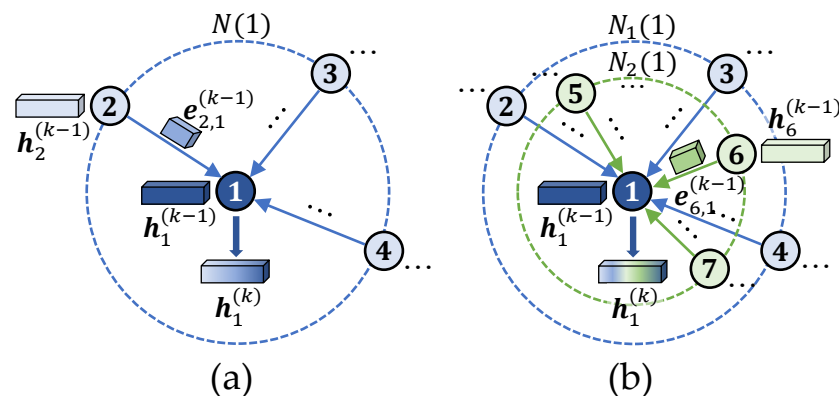 N(1)
2
3
...
e_{2,1}^{(k-1)}
...
h_2^{(k-1)}
1
h_1^{(k-1)}
...
4
...
h_1^{(k)}
(a)
N_1(1)
N_2(1)
...
...
2
5
...
3
...
...
...
h_6^{(k-1)}
6
1
e_{6,1}^{(k-1)}
h_1^{(k-1)}
...
...
4
...
7
...
h_1^{(k)}
(b)